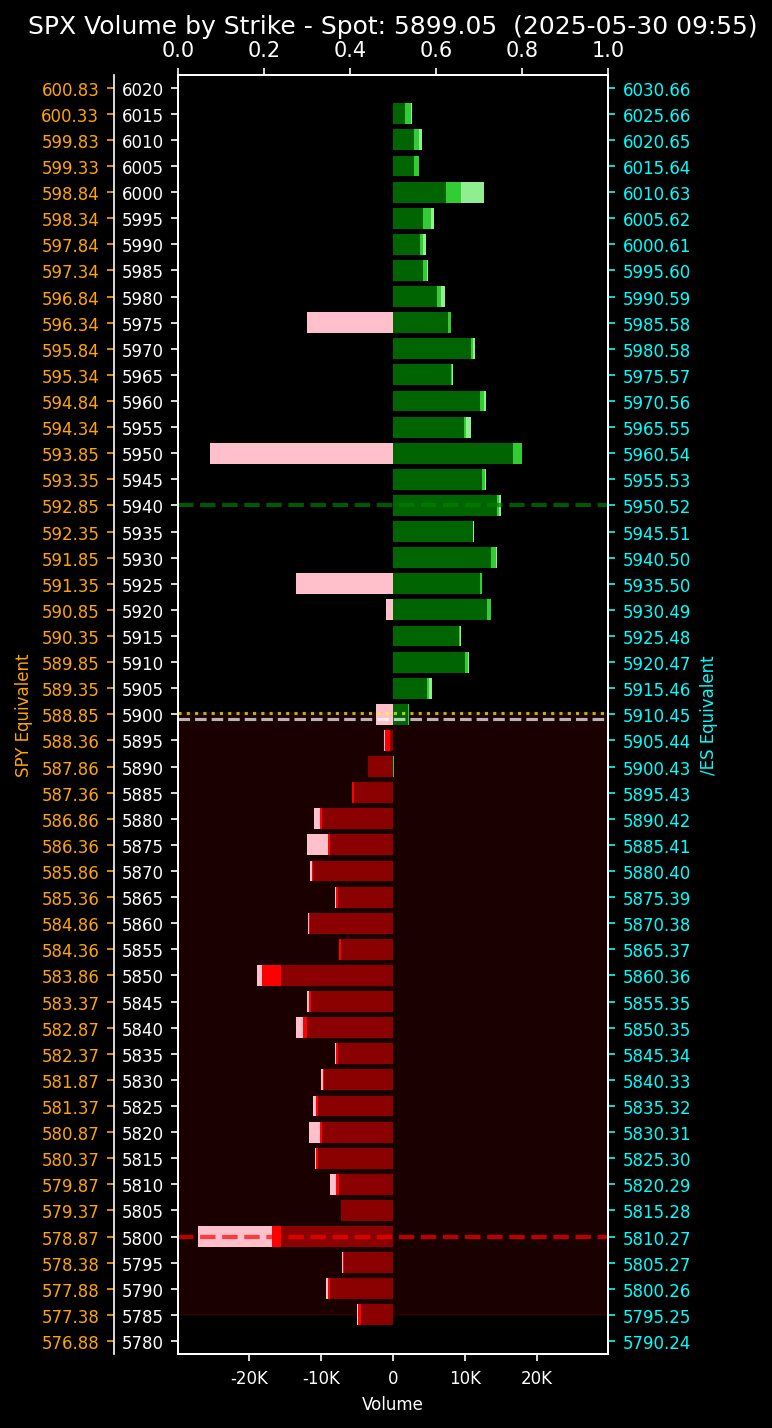 SPX Volume by Strike - Spot: 5899.05 (2025-05-30 09:55)
0.0 0.2 0.4 0.6 0.8 1.0
600.83 6020 6030.66
600.33 6015 6025.66
599.83 6010 6020.65
599.33 6005 6015.64
598.84 6000 6010.63
598.34 5995 6005.62
597.84 5990 6000.61
597.34 5985 5995.60
596.84 5980 5990.59
596.34 5975 5985.58
595.84 5970 5980.58
595.34 5965 5975.57
594.84 5960 5970.56
594.34 5955 5965.55
593.85 5950 5960.54
593.35 5945 5955.53
592.85 5940 5950.52
592.35 5935 5945.51
591.85 5930 5940.50
591.35 5925 5935.50
590.85 5920 5930.49
590.35 5915 5925.48
589.85 5910 5920.47
589.35 5905 5915.46
588.85 5900 5910.45
588.36 5895 5905.44
587.86 5890 5900.43
587.36 5885 5895.43
586.86 5880 5890.42
586.36 5875 5885.41
585.86 5870 5880.40
585.36 5865 5875.39
584.86 5860 5870.38
584.36 5855 5865.37
583.86 5850 5860.36
583.37 5845 5855.35
582.87 5840 5850.35
582.37 5835 5845.34
581.87 5830 5840.33
581.37 5825 5835.32
580.87 5820 5830.31
580.37 5815 5825.30
579.87 5810 5820.29
579.37 5805 5815.28
578.87 5800 5810.27
578.38 5795 5805.27
577.88 5790 5800.26
577.38 5785 5795.25
576.88 5780 5790.24
SPY Equivalent
/ES Equivalent
-20K -10K 0 10K 20K
Volume